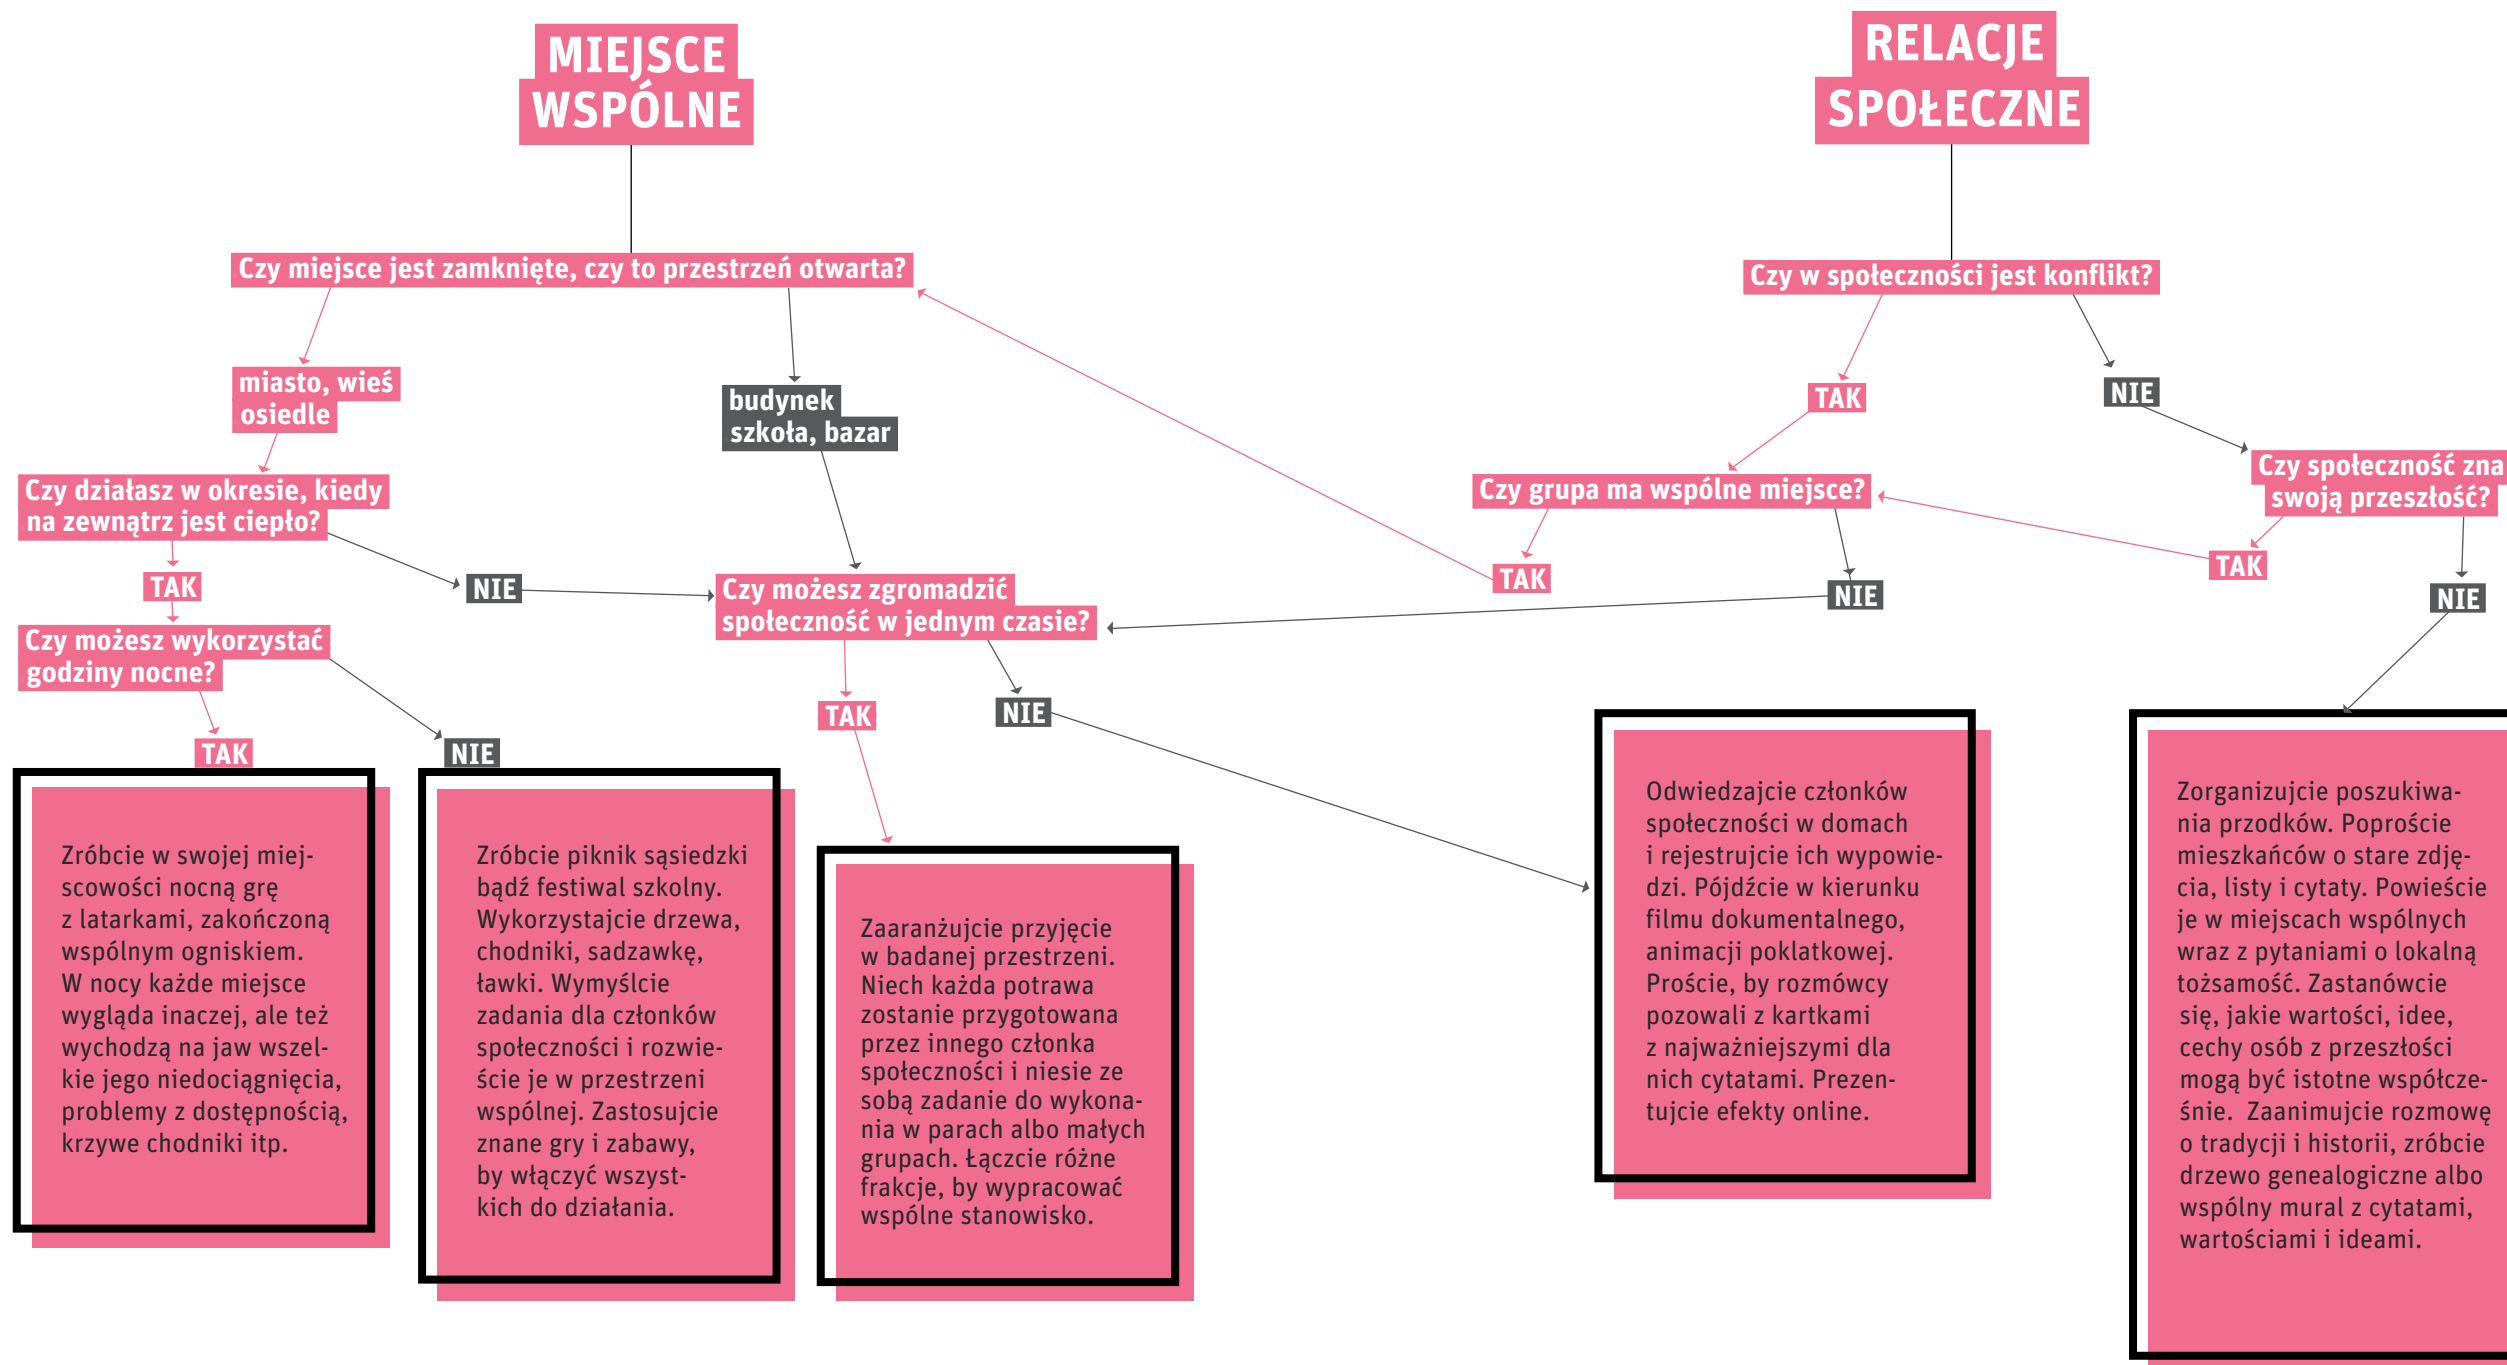 MIEJSCE
WSPÓLNE
Czy miejsce jest zamknięte, czy to przestrzeń otwarta?
miasto, wieś
osiedle
budynek
szkoła, bazar
Czy działasz w okresie, kiedy
na zewnątrz jest ciepło?
TAK
NIE
Czy możesz wykorzystać
godziny nocne?
TAK
NIE
Czy możesz zgromadzić
społeczność w jednym czasie?
TAK
NIE
Zróbcie w swojej miej-
scowości nocną grę
z latarkami, zakończoną
wspólnym ogniskiem.
W nocy każde miejsce
wygląda inaczej, ale też
wychodzą na jaw wszel-
kie jego niedociągnięcia,
problemy z dostępnością,
krzywe chodniki itp.
Zróbcie piknik sąsiedzki
bądź festiwal szkolny.
Wykorzystajcie drzewa,
chodniki, sadzawkę,
ławki. Wymyślcie
zadania dla członków
społeczności i rozwie-
ście je w przestrzeni
wspólnej. Zastosujcie
znane gry i zabawy,
by włączyć wszyst-
kich do działania.
Zaaranżujcie przyjęcie
w badanej przestrzeni.
Niech każda potrawa
zostanie przygotowana
przez innego członka
społeczności i niesie ze
sobą zadanie do wykona-
nia w parach albo małych
grupach. Łączcie różne
frakcje, by wypracować
wspólne stanowisko.
RELACJE
SPOŁECZNE
Czy w społeczności jest konflikt?
TAK
NIE
Czy grupa ma wspólne miejsce?
TAK
NIE
Czy społeczność zna
swoją przeszłość?
TAK
NIE
Odwiedzajcie członków
społeczności w domach
i rejestrujcie ich wypowie-
dzi. Pójdźcie w kierunku
filmu dokumentalnego,
animacji poklatkowej.
Proście, by rozmówcy
pozowali z kartkami
z najważniejszymi dla
nich cytatami. Prezen-
tujcie efekty online.
Zorganizujcie poszukiwa-
nia przodków. Poproście
mieszkańców o stare zdję-
cia, listy i cytaty. Powieście
je w miejscach wspólnych
wraz z pytaniami o lokalną
tożsamość. Zastanówcie
się, jakie wartości, idee,
cechy osób z przeszłości
mogą być istotne współcze-
śnie. Zaanimujcie rozmowę
o tradycji i historii, zróbcie
drzewo genealogiczne albo
wspólny mural z cytatami,
wartościami i ideami.